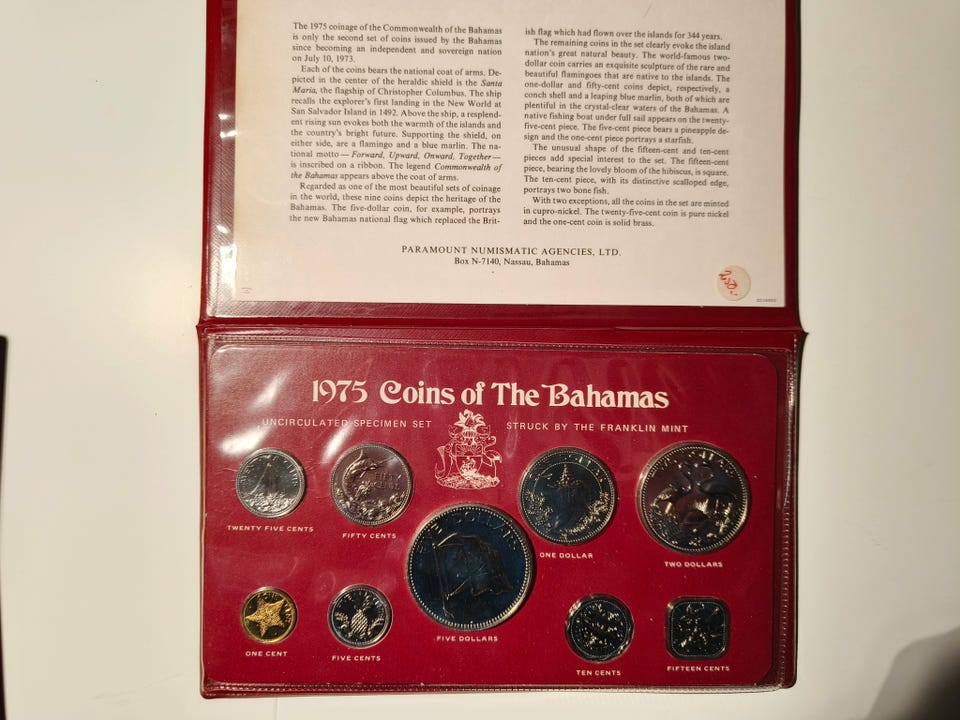 The 1975 coinage of the Commonwealth of the Bahamas
is only the second set of coins issued by the Bahamas
since becoming an independent and sovereign nation
on July 10, 1973.
Each of the coins bears the national coat of arms. De-
picted in the center of the heraldic shield is the Santa
Maria, the flagship of Christopher Columbus. The ship
recalls the explorer's first landing in the New World at
San Salvador Island in 1492. Above the ship, a resplend-
ent rising sun evokes both the warmth of the islands and
the country's bright future. Supporting the shield, on
either side, are a flamingo and a blue marlin. The na-
tional motto — Forward, Upward, Onward, Together —
is inscribed on a ribbon. The legend Commonwealth of
the Bahamas appears above the coat of arms.
Regarded as one of the most beautiful sets of coinage
in the world, these nine coins depict the heritage of the
Bahamas. The five-dollar coin, for example, portrays
the new Bahamas national flag which replaced the Brit-
ish flag which had flown over the islands for 344 years.
The remaining coins in the set clearly evoke the island
nation's great natural beauty. The world-famous two-
dollar coin carries an exquisite sculpture of the rare and
beautiful flamingoes that are native to the islands. The
one-dollar and fifty-cent coins depict, respectively, a
conch shell and a leaping blue marlin, both of which are
plentiful in the crystal-clear waters of the Bahamas. A
native fishing boat under full sail appears on the twenty-
five-cent piece. The five-cent piece bears a pineapple de-
sign and the one-cent piece portrays a starfish.
The unusual shape of the fifteen-cent and ten-cent
pieces add special interest to the set. The fifteen-cent
piece, bearing the lovely bloom of the hibiscus, is square.
The ten-cent piece, with its distinctive scalloped edge,
portrays two bone fish.
With two exceptions, all the coins in the set are minted
in cupro-nickel. The twenty-five-cent coin is pure nickel
and the one-cent coin is solid brass.
PARAMOUNT NUMISMATIC AGENCIES, LTD.
Box N-7140, Nassau, Bahamas
1975 Coins of The Bahamas
UNCIRCULATED SPECIMEN SET
STRUCK BY THE FRANKLIN MINT
TWENTY FIVE CENTS
FIFTY CENTS
ONE DOLLAR
TWO DOLLARS
FIVE DOLLARS
ONE CENT
FIVE CENTS
TEN CENTS
FIFTEEN CENTS